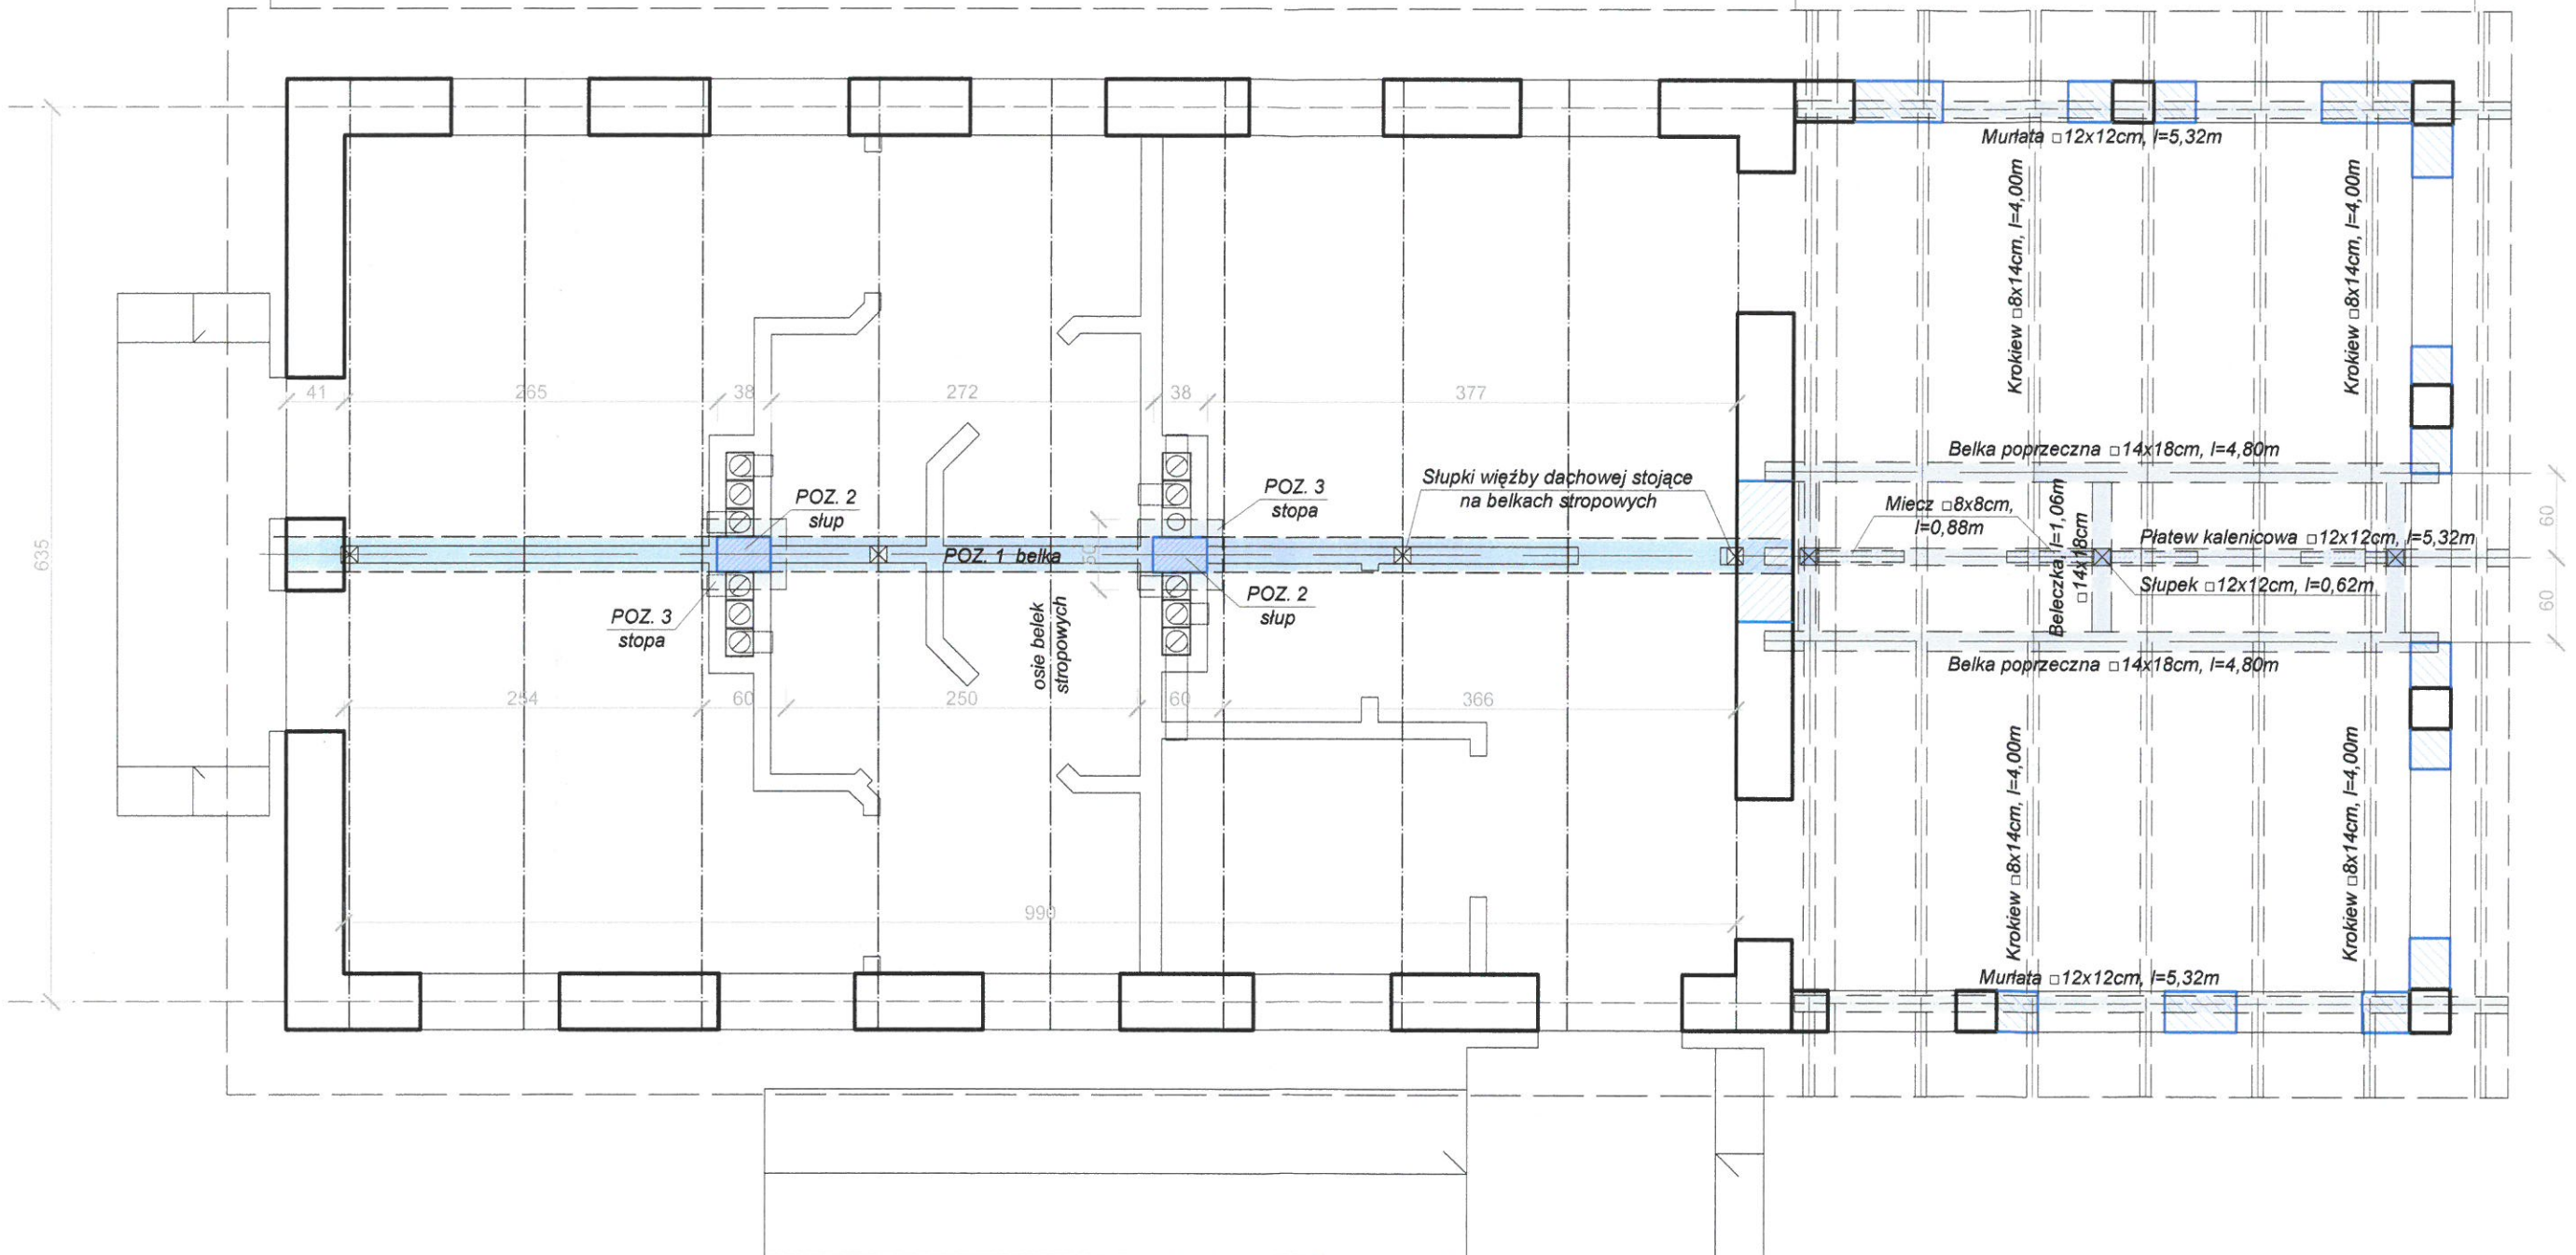 Murłata □12x12cm, l=5,32m
Krokiew □8x14cm, l=4,00m
Krokiew □8x14cm, l=4,00m
635
41
265
38
272
38
377
Belka poprzeczna □14x18cm, l=4,80m
Słupki więźby dachowej stojące
na belkach stropowych
POZ. 2
słup
POZ. 3
stopa
Miecz □8x8cm,
l=0,88m
Beleczka, l=1,06m
□14x18cm
Płatew kalenicowa □12x12cm, l=5,32m
60
POZ. 1 belka
Słupek □12x12cm, l=0,62m
60
POZ. 3
stopa
POZ. 2
słup
osie belek
stropowych
Belka poprzeczna □14x18cm, l=4,80m
254
60
250
60
366
Krokiew □8x14cm, l=4,00m
Krokiew □8x14cm, l=4,00m
990
Murłata □12x12cm, l=5,32m